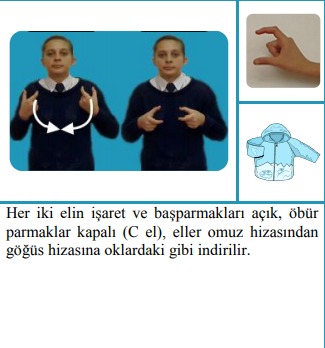 Her iki elin işaret ve başparmakları açık, öbür
parmaklar kapalı (C el), eller omuz hizasından
göğüs hizasına oklardaki gibi indirilir.